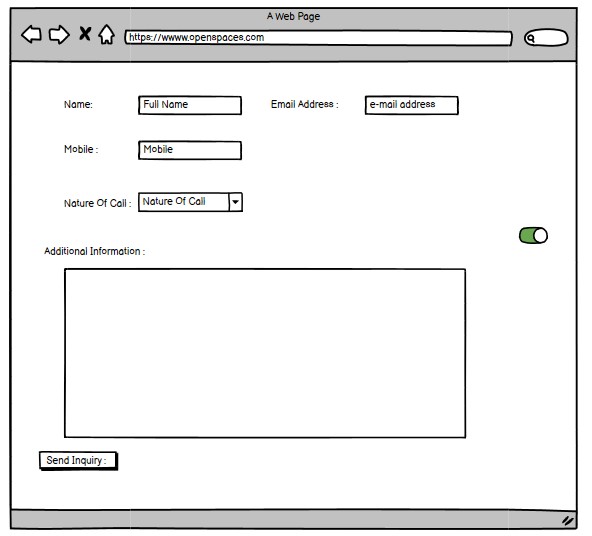 A Web Page
https://wwww.openspaces.com
Name: Full Name Email Address : e-mail address
Mobile : Mobile
Nature Of Call : Nature Of Call
Additional Information :
Send Inquiry :